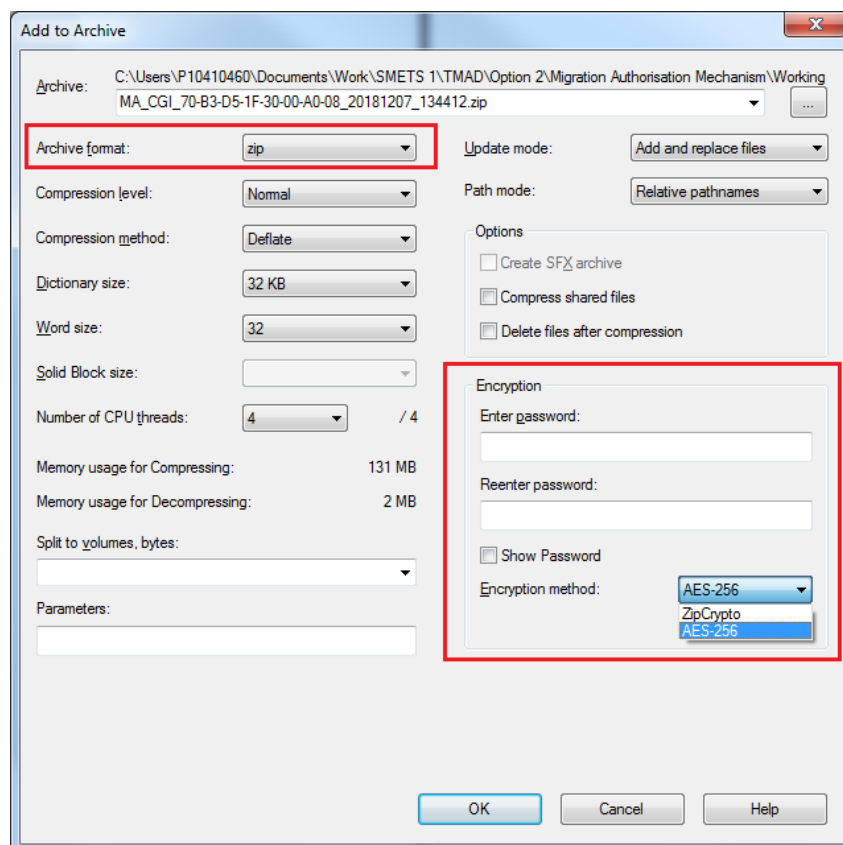 Add to Archive
Archive:
C:\Users\P10410460\Documents\Work\SMETS 1\TMAD\Option 2\Migration Authorisation Mechanism\Working
MA_CGI_70-B3-D5-1F-30-00-A0-08_20181207_134412.zip
...
Archive format: zip
Compression level: Normal
Compression method: Deflate
Dictionary size: 32 KB
Word size: 32
Solid Block size:
Number of CPU threads: 4 / 4
Memory usage for Compressing: 131 MB
Memory usage for Decompressing: 2 MB
Split to volumes, bytes:
Parameters:
Update mode: Add and replace files
Path mode: Relative pathnames
Options
Create SFX archive
Compress shared files
Delete files after compression
Encryption
Enter password:
Reenter password:
Show Password
Encryption method: AES-256
ZipCrypto
AES-256
OK Cancel Help